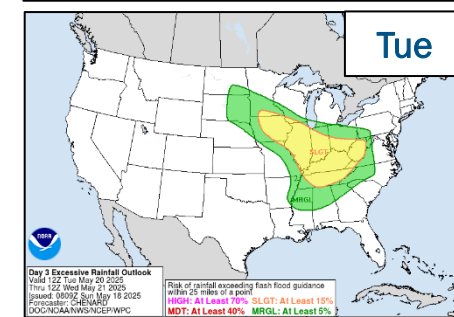 Tue
SLGT
MRGL
NOAA
Day 3 Excessive Rainfall Outlook
Valid 12Z Tue May 20 2025
Thru 12Z Wed May 21 2025
Issued: 0809Z Sun May 18 2025
Forecaster: CHENARD
DOC/NOAA/NWS/NCEP/WPC
Risk of rainfall exceeding flash flood guidance
within 25 miles of a point
HIGH: At Least 70% SLGT: At Least 15%
MDT: At Least 40% MRGL: At Least 5%